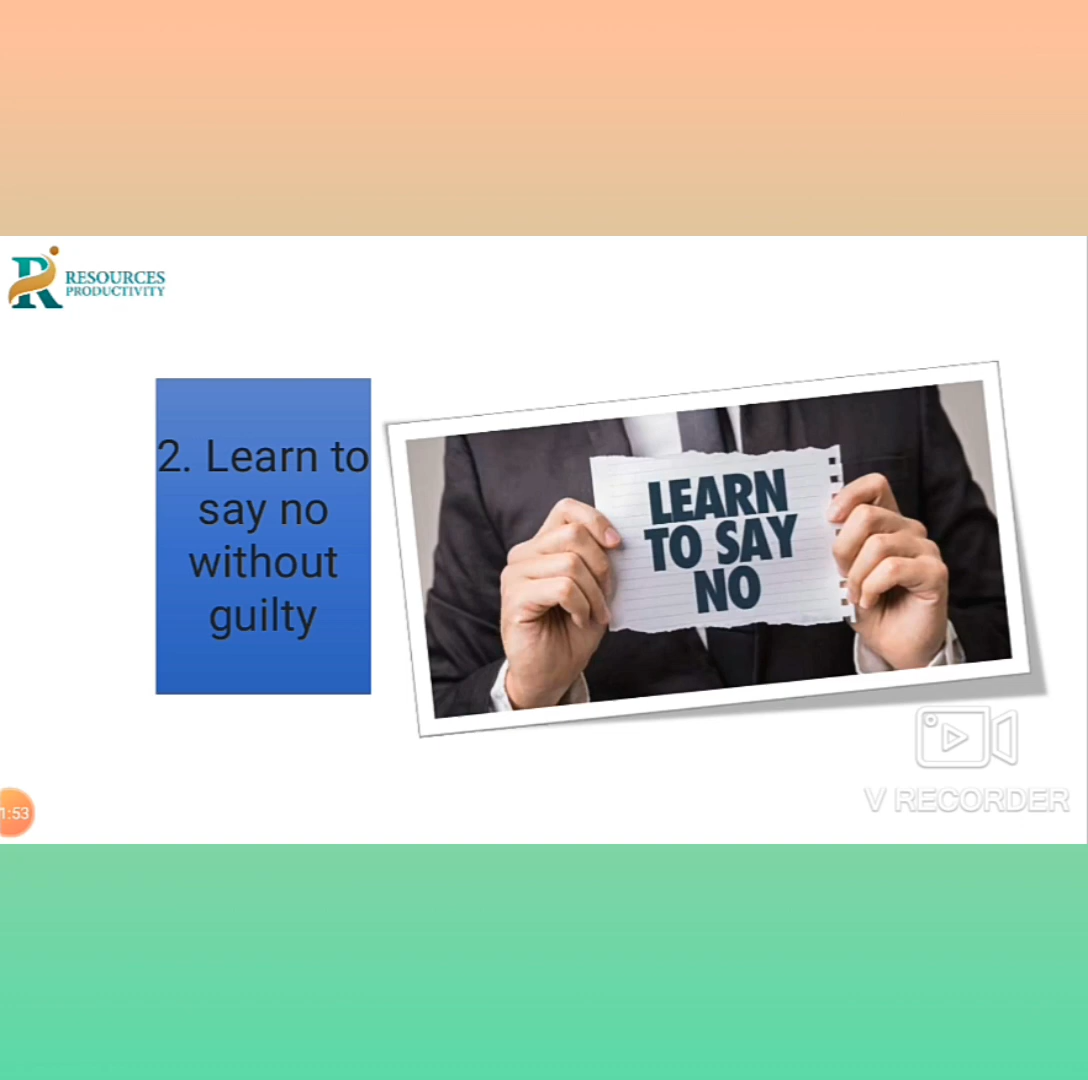 RESOURCES
PRODUCTIVITY
2. Learn to
say no
without
guilty
LEARN
TO SAY
NO
V RECORDER
1:53